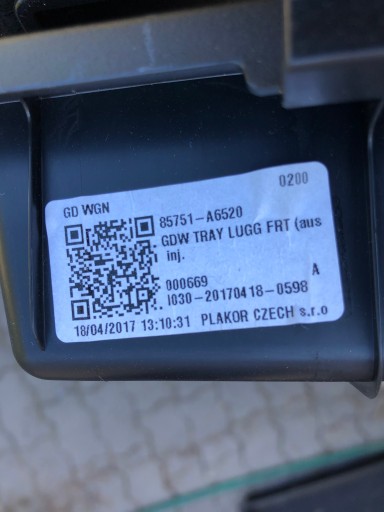 GD WGN
0200
85751-A6520
GDW TRAY LUGG FRT (aus
inj.
000669
A
I030-20170418-0598
18/04/2017 13:10:31 PLAKOR CZECH s.r.o